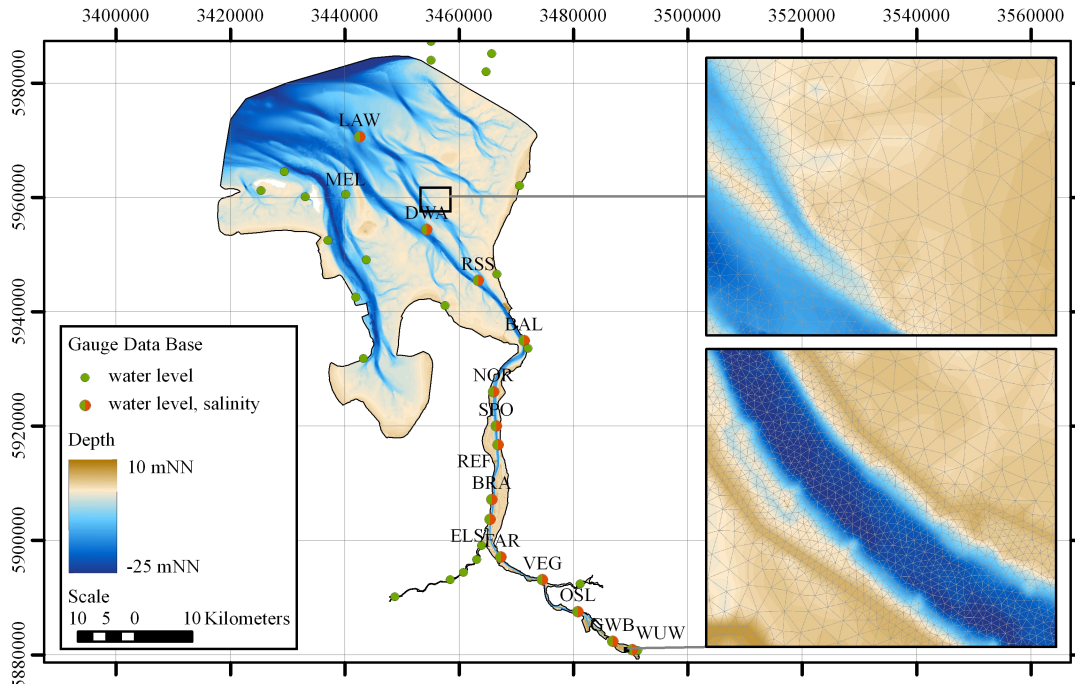 3400000 3420000 3440000 3460000 3480000 3500000 3520000 3540000 3560000
5980000
5960000
5940000
5920000
5900000
5880000
LAW
MEL
DWA
RSS
BAL
NOR
SPO
REF
BRA
ELS
FAR
VEG
OSL
GWB
WUW
Gauge Data Base
water level
water level, salinity
Depth
10 mNN
-25 mNN
Scale
10 5 0 10 Kilometers